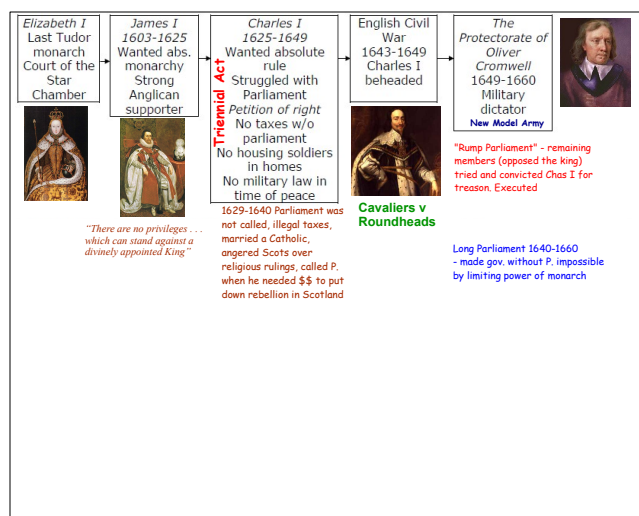 Elizabeth I
Last Tudor
monarch
Court of the
Star
Chamber
James I
1603-1625
Wanted abs.
monarchy
Strong
Anglican
supporter
"There are no privileges . . .
which can stand against a
divinely appointed King"
Triennial Act
Charles I
1625-1649
Wanted absolute
rule
Struggled with
Parliament
Petition of right
No taxes w/o
parliament
No housing soldiers
in homes
No military law in
time of peace
1629-1640 Parliament was
not called, illegal taxes,
married a Catholic,
angered Scots over
religious rulings, called P.
when he needed $$ to put
down rebellion in Scotland
English Civil
War
1643-1649
Charles I
beheaded
Cavaliers v
Roundheads
The
Protectorate of
Oliver
Cromwell
1649-1660
Military
dictator
New Model Army
"Rump Parliament" - remaining
members (opposed the king)
tried and convicted Chas I for
treason. Executed
Long Parliament 1640-1660
- made gov. without P. impossible
by limiting power of monarch